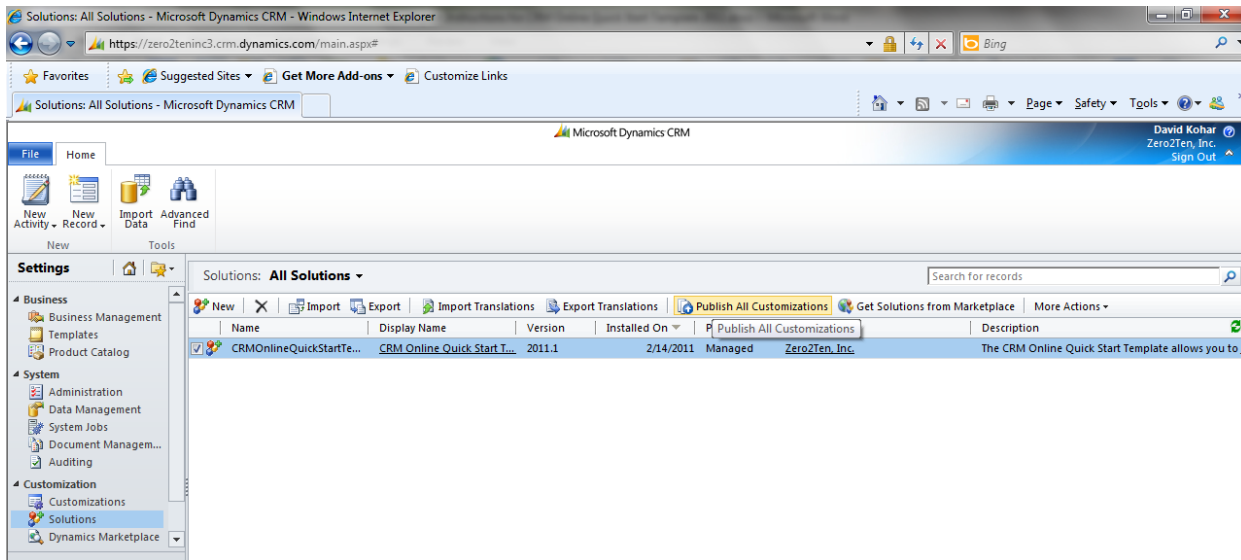 Solutions: All Solutions - Microsoft Dynamics CRM - Windows Internet Explorer
https://zero2teninc3.crm.dynamics.com/main.aspx#
Bing
Favorites Suggested Sites Get More Add-ons Customize Links
Solutions: All Solutions - Microsoft Dynamics CRM
Page Safety Tools
Microsoft Dynamics CRM
David Kohar
Zero2Ten, Inc.
Sign Out
File Home
New Activity New Record Import Data Advanced Find
New Tools
Settings
Solutions: All Solutions
Search for records
Business
Business Management
Templates
Product Catalog
System
Administration
Data Management
System Jobs
Document Managem...
Auditing
Customization
Customizations
Solutions
Dynamics Marketplace
New Import Export Import Translations Export Translations Publish All Customizations Get Solutions from Marketplace More Actions
Name Display Name Version Installed On P Publish All Customizations Description
CRMOnlineQuickStartTe... CRM Online Quick Start T... 2011.1 2/14/2011 Managed Zero2Ten, Inc. The CRM Online Quick Start Template allows you to